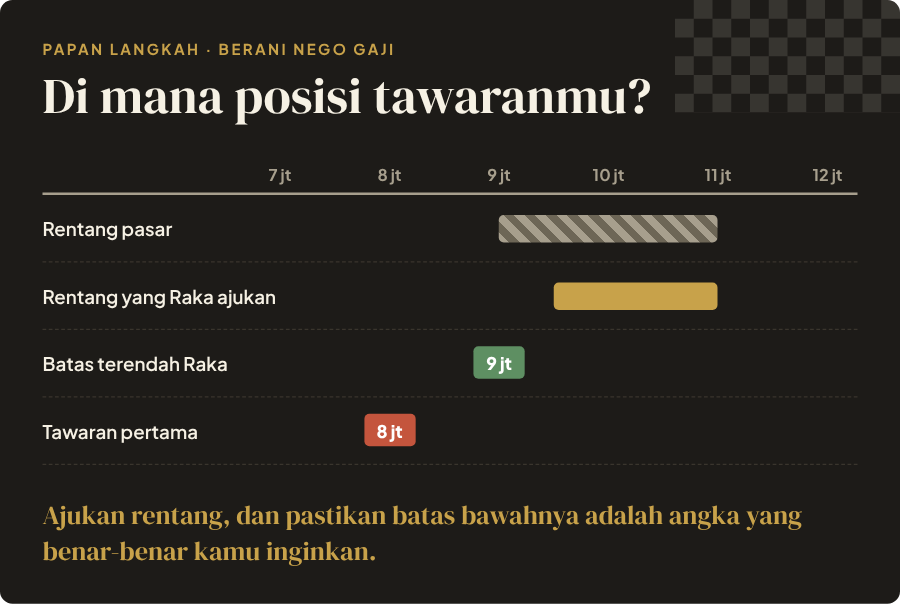 PAPAN LANGKAH · BERANI NEGO GAJI
Di mana posisi tawaranmu?
7 jt 8 jt 9 jt 10 jt 11 jt 12 jt
Rentang pasar
Rentang yang Raka ajukan
Batas terendah Raka 9 jt
Tawaran pertama 8 jt
Ajukan rentang, dan pastikan batas bawahnya adalah angka yang
benar-benar kamu inginkan.